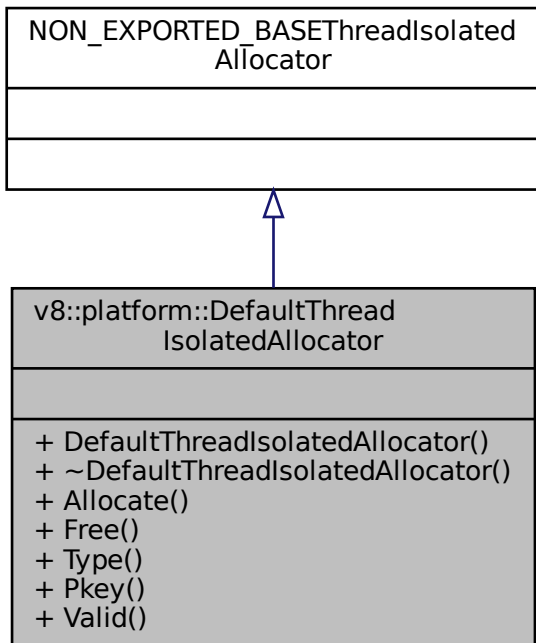 NON_EXPORTED_BASEThreadIsolated
Allocator
v8::platform::DefaultThread
IsolatedAllocator
+ DefaultThreadIsolatedAllocator()
+ ~DefaultThreadIsolatedAllocator()
+ Allocate()
+ Free()
+ Type()
+ Pkey()
+ Valid()